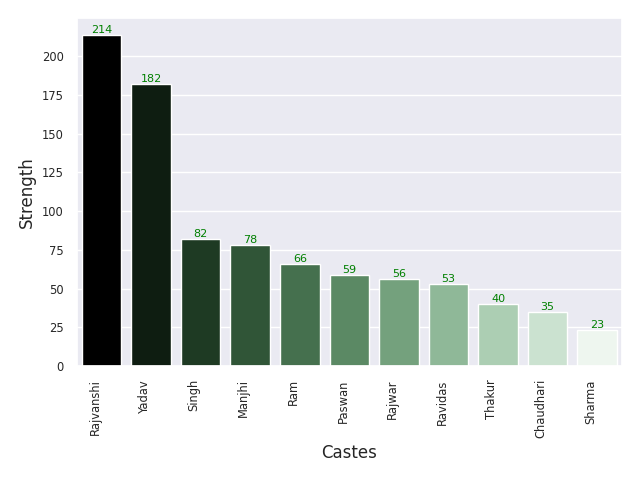 214
200
182
175
150
125
100
82
78
75
66
59
56
53
50
40
35
25
23
0
Strength
Rajvanshi
Yadav
Singh
Manjhi
Ram
Paswan
Rajwar
Ravidas
Thakur
Chaudhari
Sharma
Castes